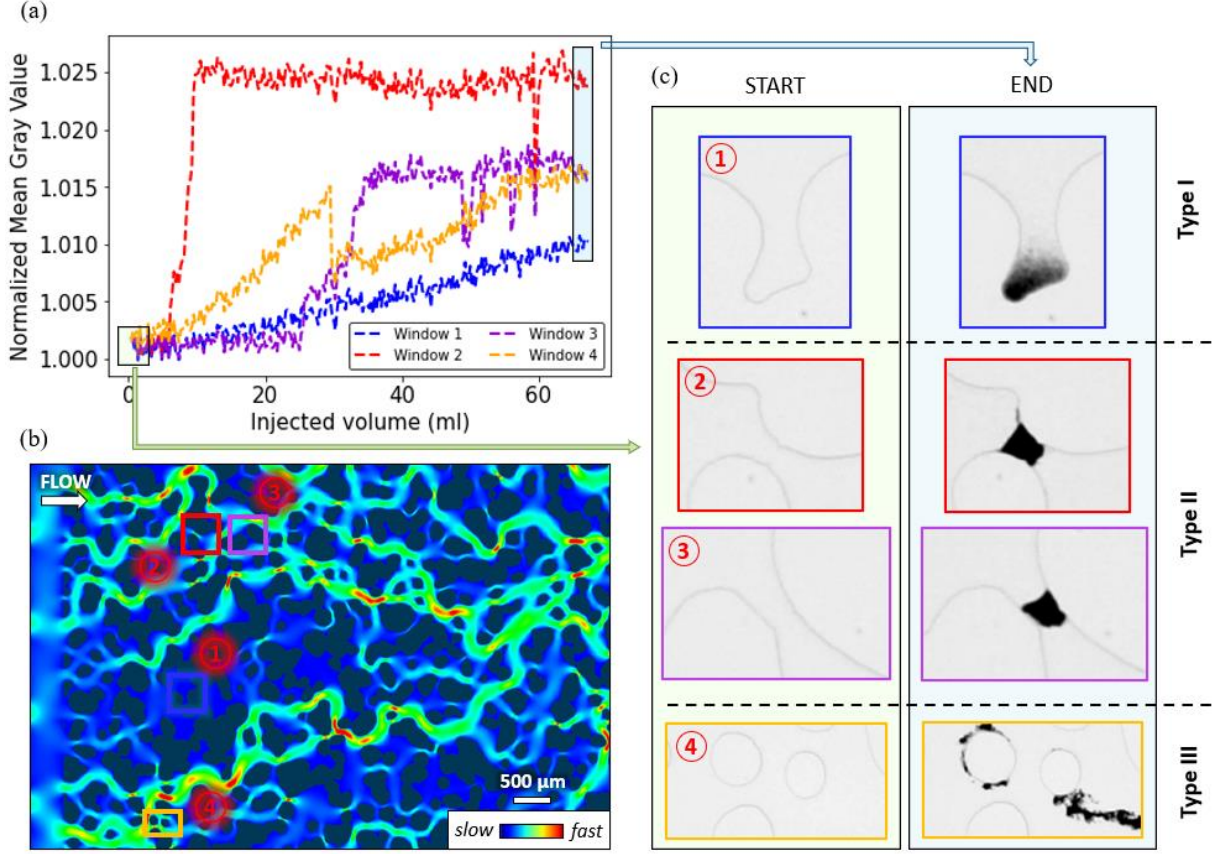 (a)
Normalized Mean Gray Value
1.025
1.020
1.015
1.010
1.005
1.000
Window 1
Window 2
Window 3
Window 4
0
20
40
60
Injected volume (ml)
(b)
FLOW
③
②
①
④
500 µm
slow
fast
(c)
START
END
①
Type I
②
③
Type II
④
Type III